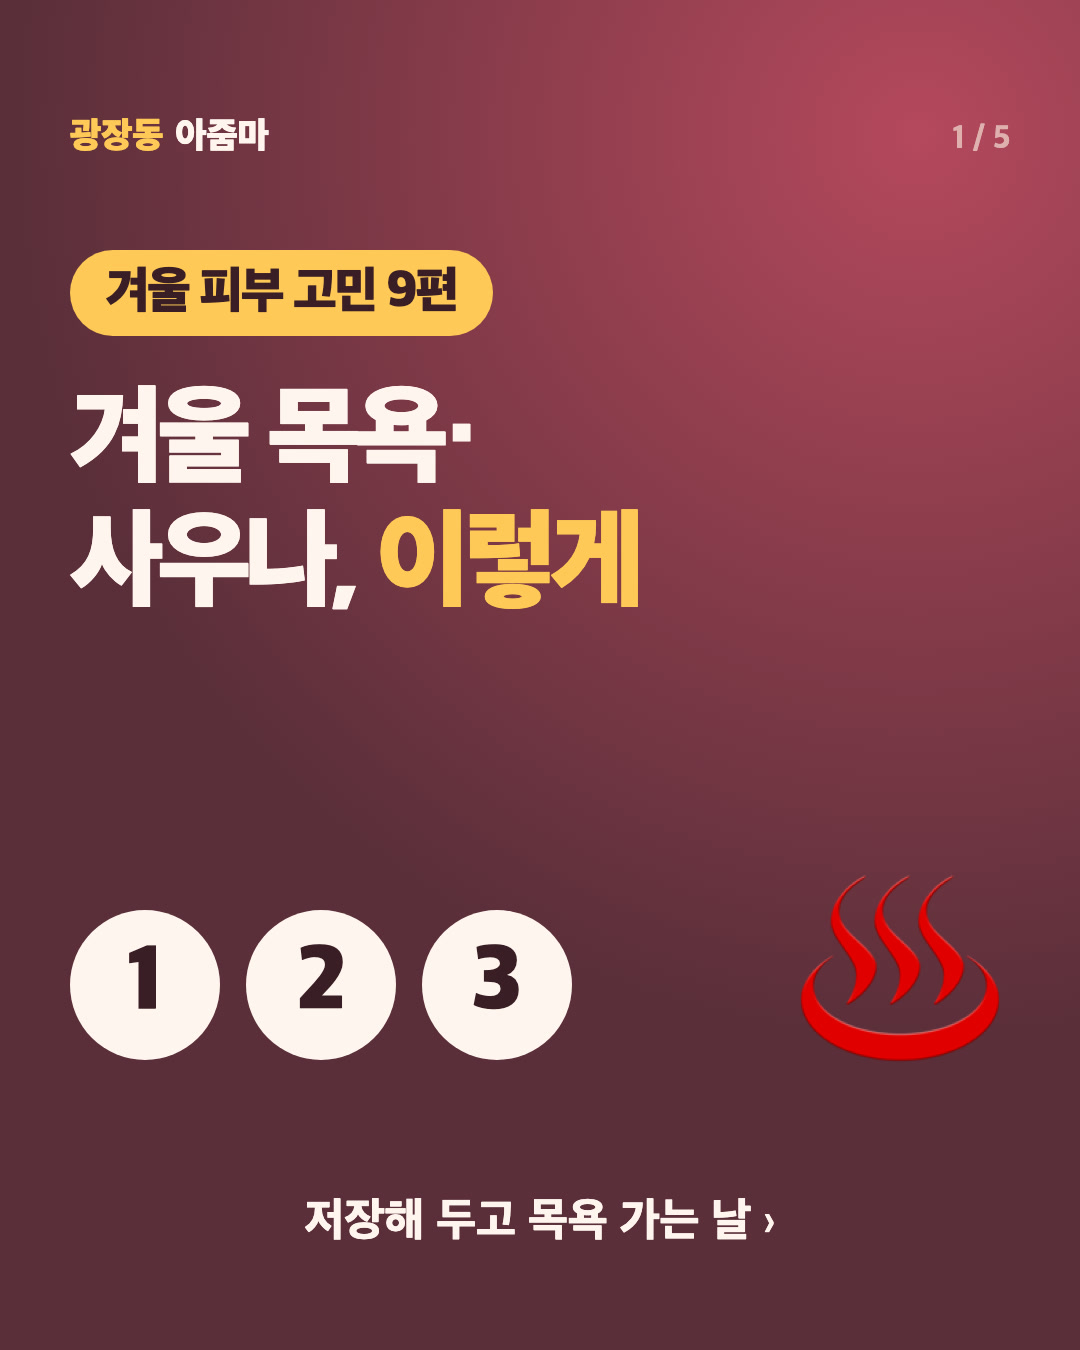 광장동 아줌마
1 / 5
겨울 피부 고민 9편
겨울 목욕·
사우나, 이렇게
1 2 3
저장해 두고 목욕 가는 날 ›